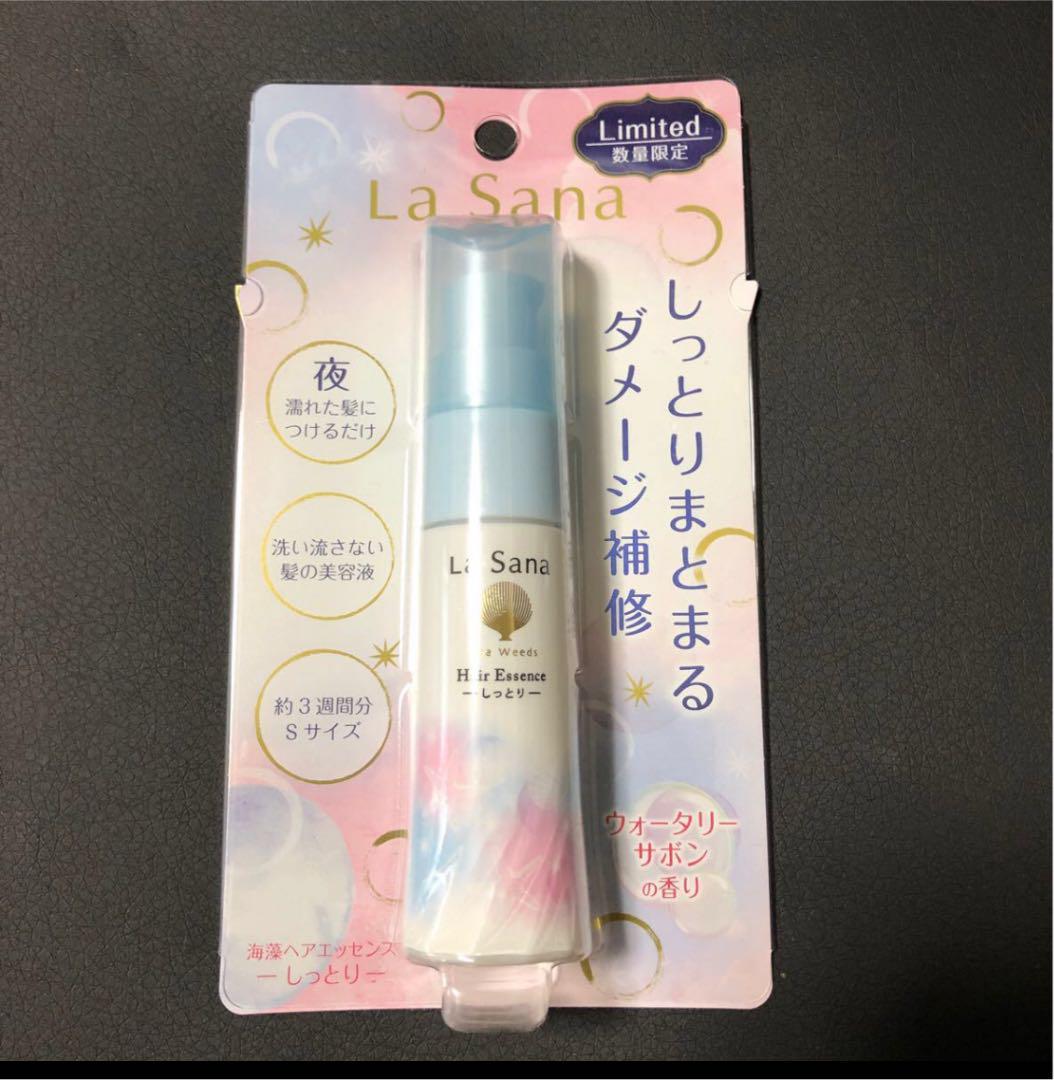 Limited
数量限定
La Sana
しっとりまとまる
ダメージ補修
夜
濡れた髪に
つけるだけ
洗い流さない
髪の美容液
約3週間分
Sサイズ
La Sana
Weeds
Hair Essence
ーしっとりー
ウォータリー
サボン
の香り
海藻ヘアエッセンス
ーしっとりー